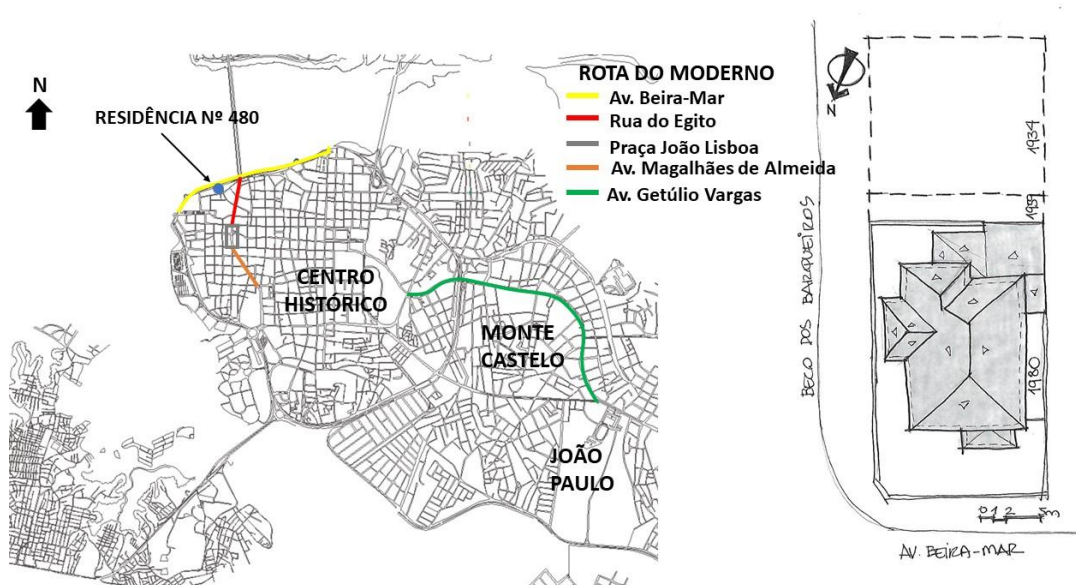 N
RESIDÊNCIA Nº 480
ROTA DO MODERNO
Av. Beira-Mar
Rua do Egito
Praça João Lisboa
Av. Magalhães de Almeida
Av. Getúlio Vargas
CENTRO
HISTÓRICO
MONTE
CASTELO
JOÃO
PAULO
N
1934
1951
1980
BECO DOS BARQUEIROS
0 1 2 5m
AV. BEIRA-MAR